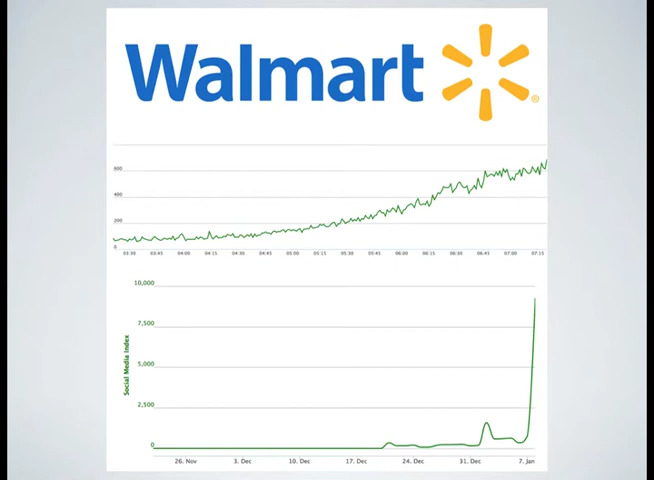 Walmart
®
600
400
200
0
03:30 03:45 04:00 04:15 04:30 04:45 05:00 05:15 05:30 05:45 06:00 06:15 06:30 06:45 07:00 07:15
Social Media Index
10,000
7,500
5,000
2,500
0
26. Nov 3. Dec 10. Dec 17. Dec 24. Dec 31. Dec 7. Jan